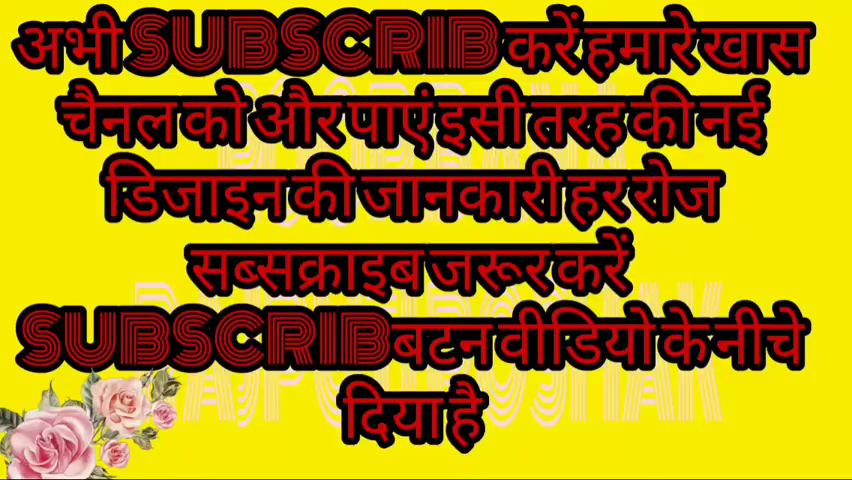 अभी SUBSCRIB करें हमारे खास
चैनल को और पाएं इसी तरह की नई
डिजाइन की जानकारी हर रोज
सब्सक्राइब जरूर करें
SUBSCRIB बटन वीडियो के नीचे
दिया है